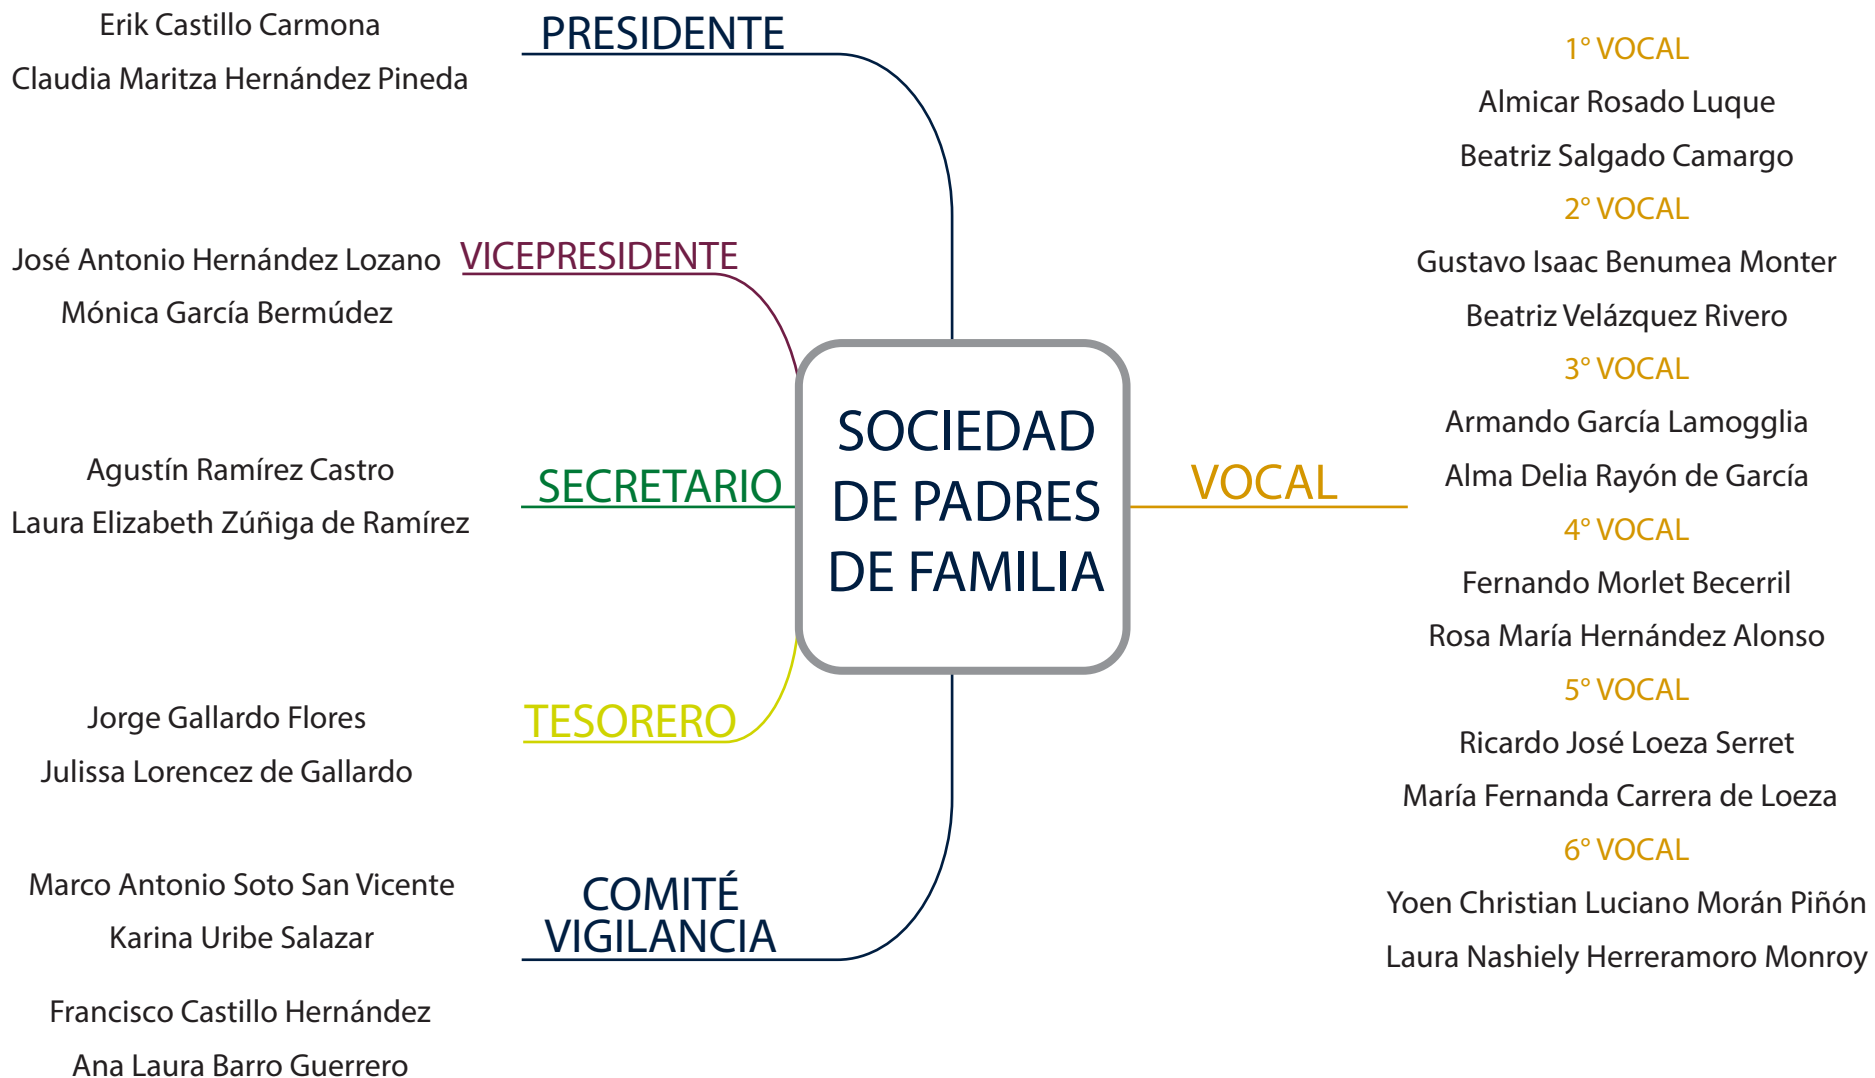 PRESIDENTE
Erik Castillo Carmona
Claudia Maritza Hernández Pineda
VICEPRESIDENTE
José Antonio Hernández Lozano
Mónica García Bermúdez
SECRETARIO
Agustín Ramírez Castro
Laura Elizabeth Zúñiga de Ramírez
TESORERO
Jorge Gallardo Flores
Julissa Lorencez de Gallardo
COMITÉ
VIGILANCIA
Marco Antonio Soto San Vicente
Karina Uribe Salazar
Francisco Castillo Hernández
Ana Laura Barro Guerrero
SOCIEDAD
DE PADRES
DE FAMILIA
VOCAL
1° VOCAL
Almicar Rosado Luque
Beatriz Salgado Camargo
2° VOCAL
Gustavo Isaac Benumea Monter
Beatriz Velázquez Rivero
3° VOCAL
Armando García Lamogglia
Alma Delia Rayón de García
4° VOCAL
Fernando Morlet Becerril
Rosa María Hernández Alonso
5° VOCAL
Ricardo José Loeza Serret
María Fernanda Carrera de Loeza
6° VOCAL
Yoen Christian Luciano Morán Piñón
Laura Nashiely Herreramoro Monroy